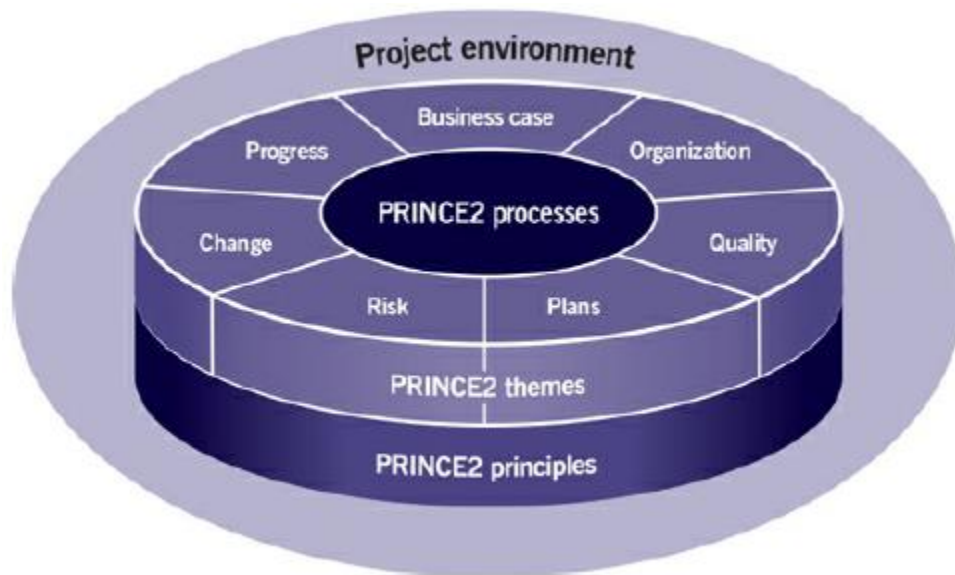 Project environment
Business case
Progress
Organization
PRINCE2 processes
Change
Quality
Risk
Plans
PRINCE2 themes
PRINCE2 principles